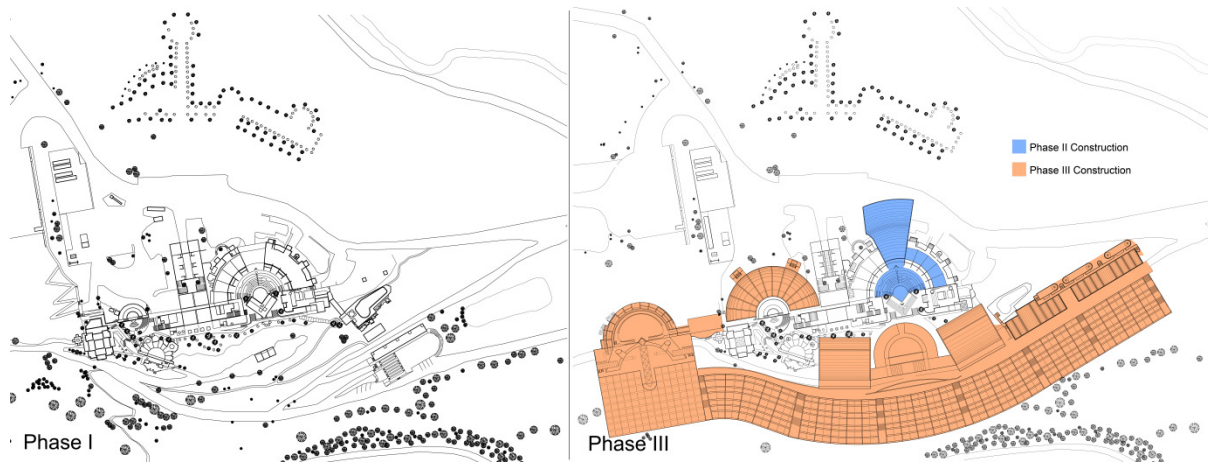 Phase II Construction
Phase III Construction
Phase I
Phase III